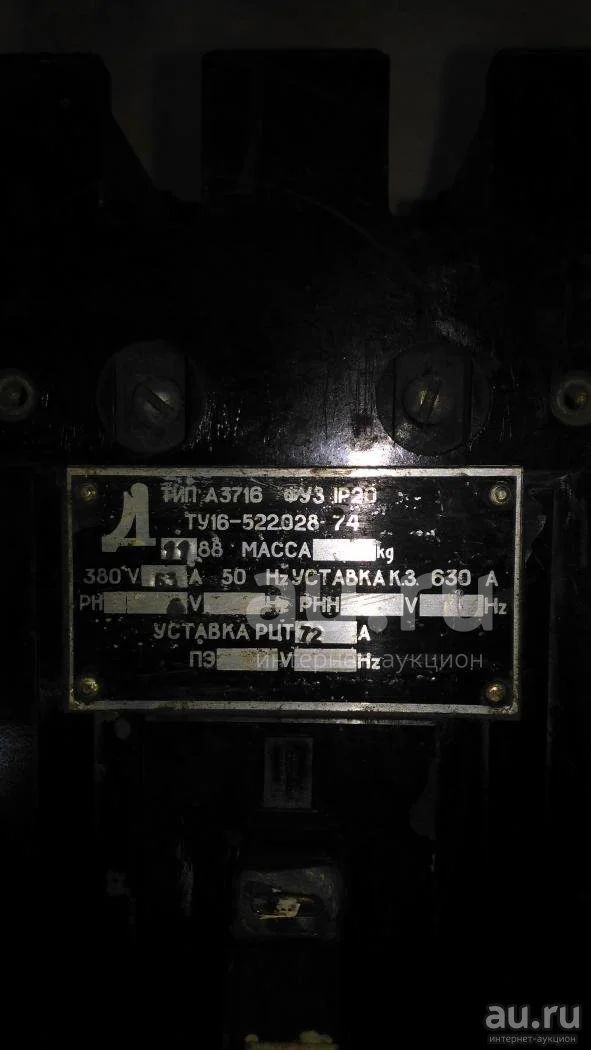 ТИП А3716 ФУЗ IP20
ТУ16-522.028-74
88 МАССА kg
380 V А 50 Hz УСТАВКА К.З. 630 А
РН V РНН V Hz
УСТАВКА РЦТ 72 А
ПЭ V Hz
au.ru
интернет-аукцион
au.ru
интернет-аукцион